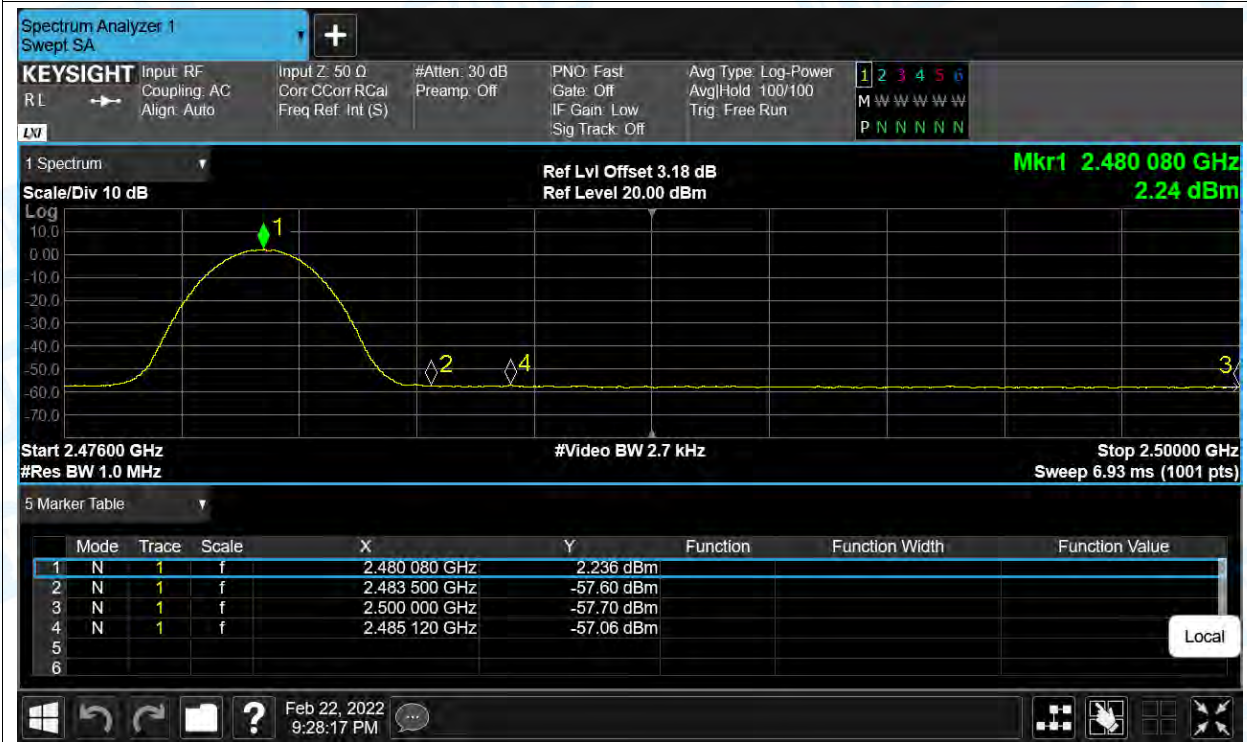 Spectrum Analyzer 1
Swept SA
+
KEYSIGHT Input: RF Input Z: 50 Ω #Atten: 30 dB PNO: Fast Avg Type: Log-Power 1 2 3 4 5 6
RL Coupling: AC Corr CCorr RCal Preamp: Off Gate: Off Avg|Hold: 100/100 M W W W W W
Align: Auto Freq Ref: Int (S) IF Gain: Low Trig: Free Run P N N N N N
LXI Sig Track: Off
1 Spectrum
Ref Lvl Offset 3.18 dB Mkr1 2.480 080 GHz
Scale/Div 10 dB Ref Level 20.00 dBm 2.24 dBm
Log
10.0
0.00
-10.0
-20.0
-30.0
-40.0
-50.0
-60.0
-70.0
1
2
4
3
Start 2.47600 GHz #Video BW 2.7 kHz Stop 2.50000 GHz
#Res BW 1.0 MHz Sweep 6.93 ms (1001 pts)
5 Marker Table
Mode Trace Scale X Y Function Function Width Function Value
1 N 1 f 2.480 080 GHz 2.236 dBm
2 N 1 f 2.483 500 GHz -57.60 dBm
3 N 1 f 2.500 000 GHz -57.70 dBm
4 N 1 f 2.485 120 GHz -57.06 dBm
5
6
Local
? Feb 22, 2022
9:28:17 PM